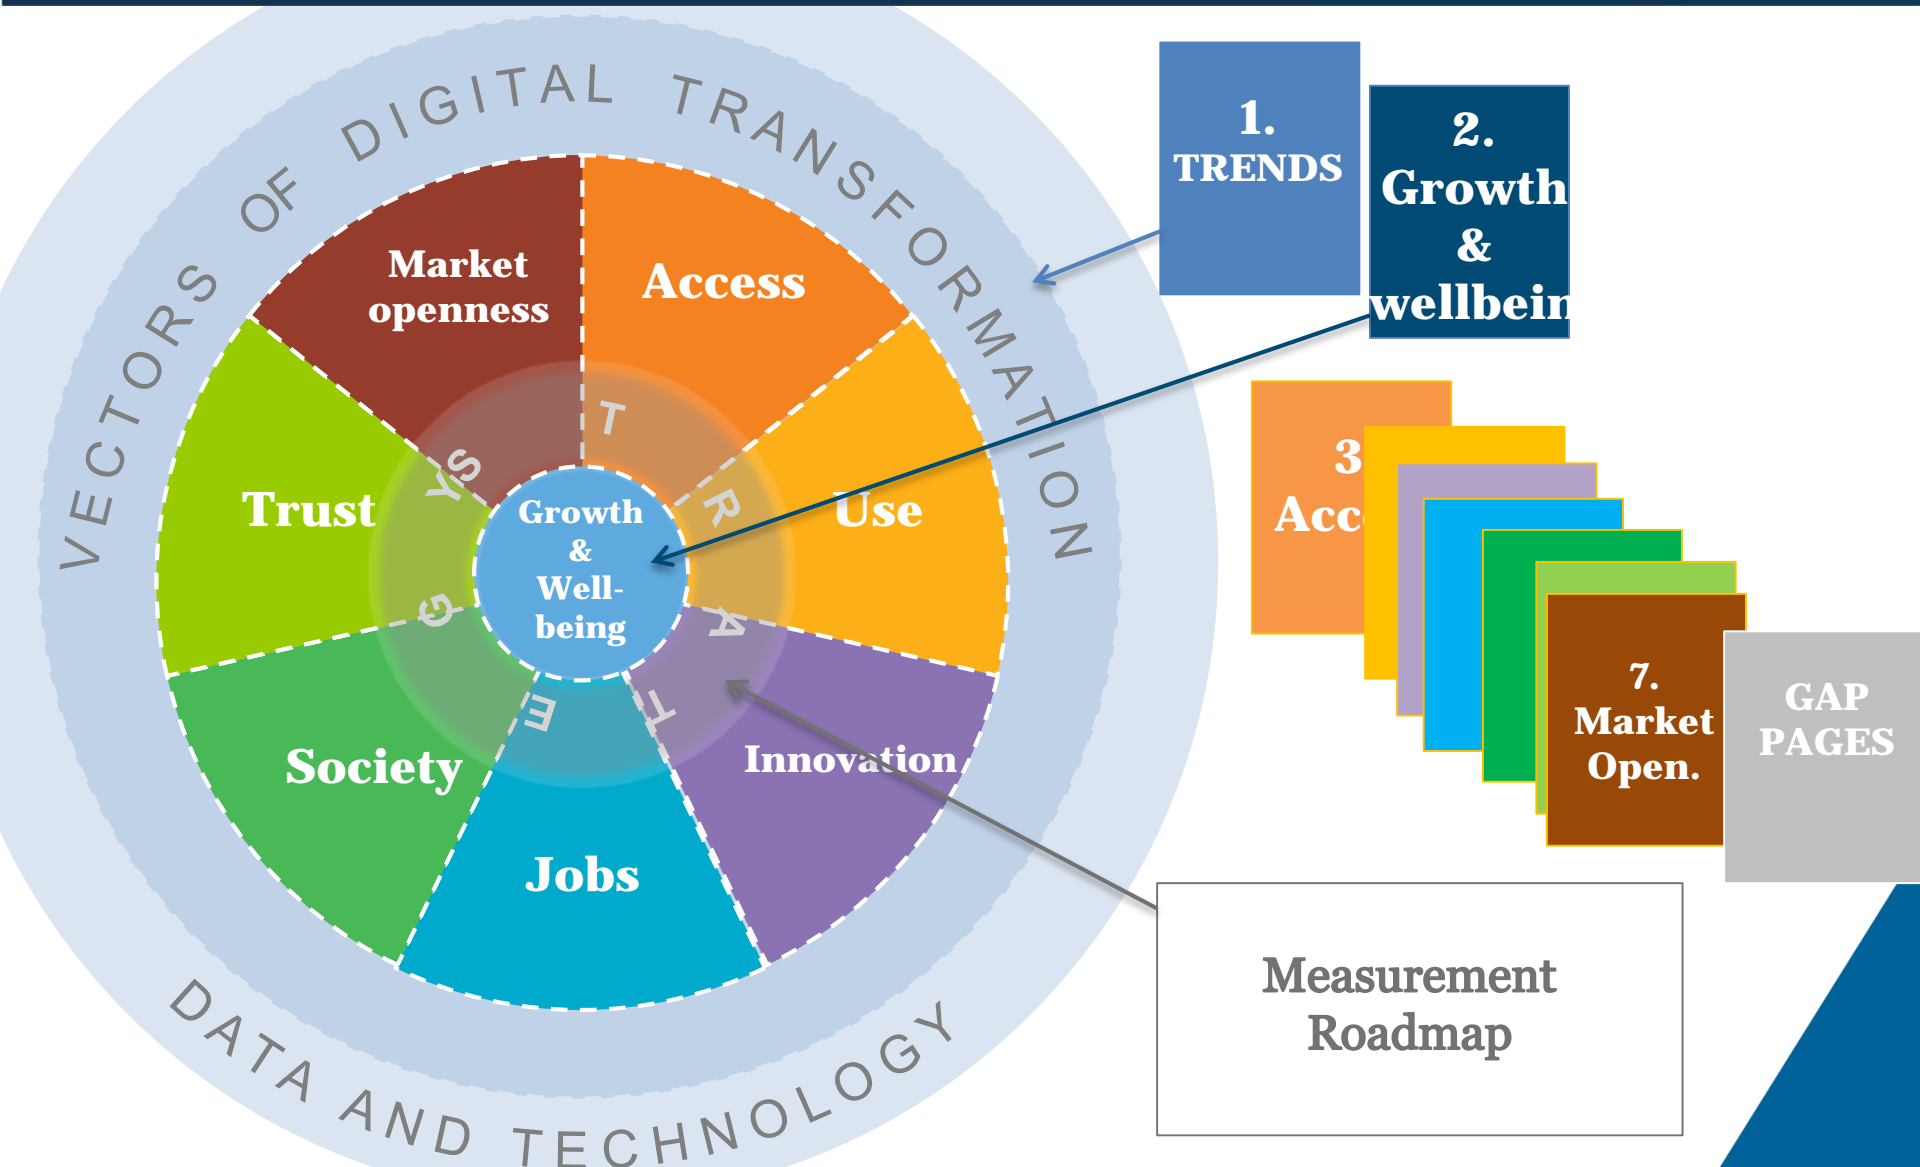 VECTORS OF DIGITAL TRANSFORMATION
Market
openness
Access
Trust
Use
STRATEGY
Growth
&
Well-
being
Society
Innovation
Jobs
DATA AND TECHNOLOGY
1.
TRENDS
2.
Growth
&
wellbein
3
Acc
7.
Market
Open.
GAP
PAGES
Measurement
Roadmap